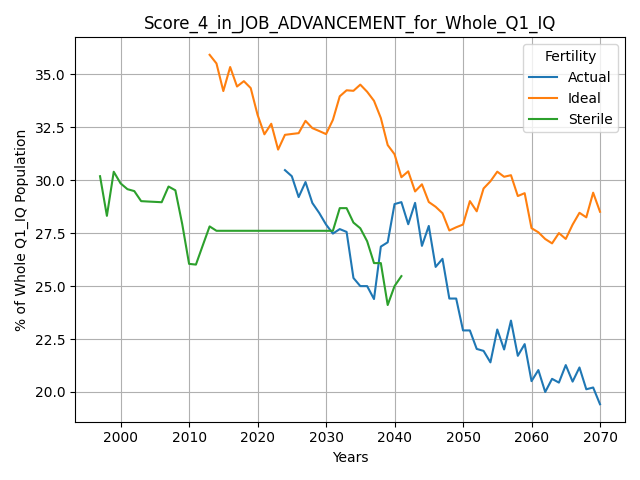 Score_4_in_JOB_ADVANCEMENT_for_Whole_Q1_IQ
Fertility
Actual
Ideal
Sterile
% of Whole Q1_IQ Population
35.0
32.5
30.0
27.5
25.0
22.5
20.0
2000 2010 2020 2030 2040 2050 2060 2070
Years